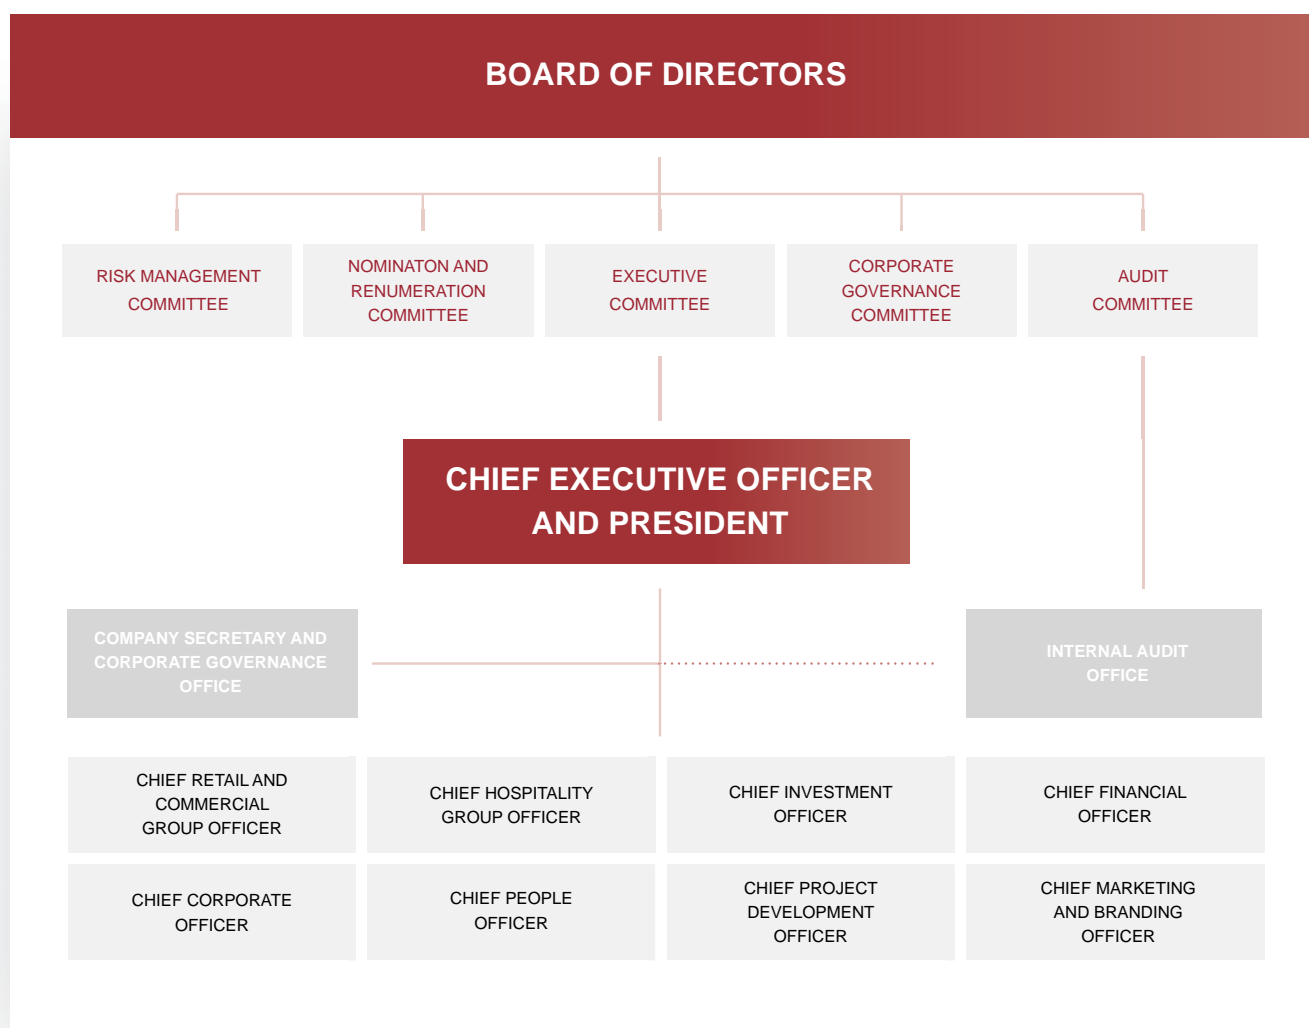 BOARD OF DIRECTORS
RISK MANAGEMENT
COMMITTEE
NOMINATON AND
RENUMERATION
COMMITTEE
EXECUTIVE
COMMITTEE
CORPORATE
GOVERNANCE
COMMITTEE
AUDIT
COMMITTEE
CHIEF EXECUTIVE OFFICER
AND PRESIDENT
COMPANY SECRETARY AND
CORPORATE GOVERNANCE
OFFICE
INTERNAL AUDIT
OFFICE
CHIEF RETAIL AND
COMMERCIAL
GROUP OFFICER
CHIEF HOSPITALITY
GROUP OFFICER
CHIEF INVESTMENT
OFFICER
CHIEF FINANCIAL
OFFICER
CHIEF CORPORATE
OFFICER
CHIEF PEOPLE
OFFICER
CHIEF PROJECT
DEVELOPMENT
OFFICER
CHIEF MARKETING
AND BRANDING
OFFICER